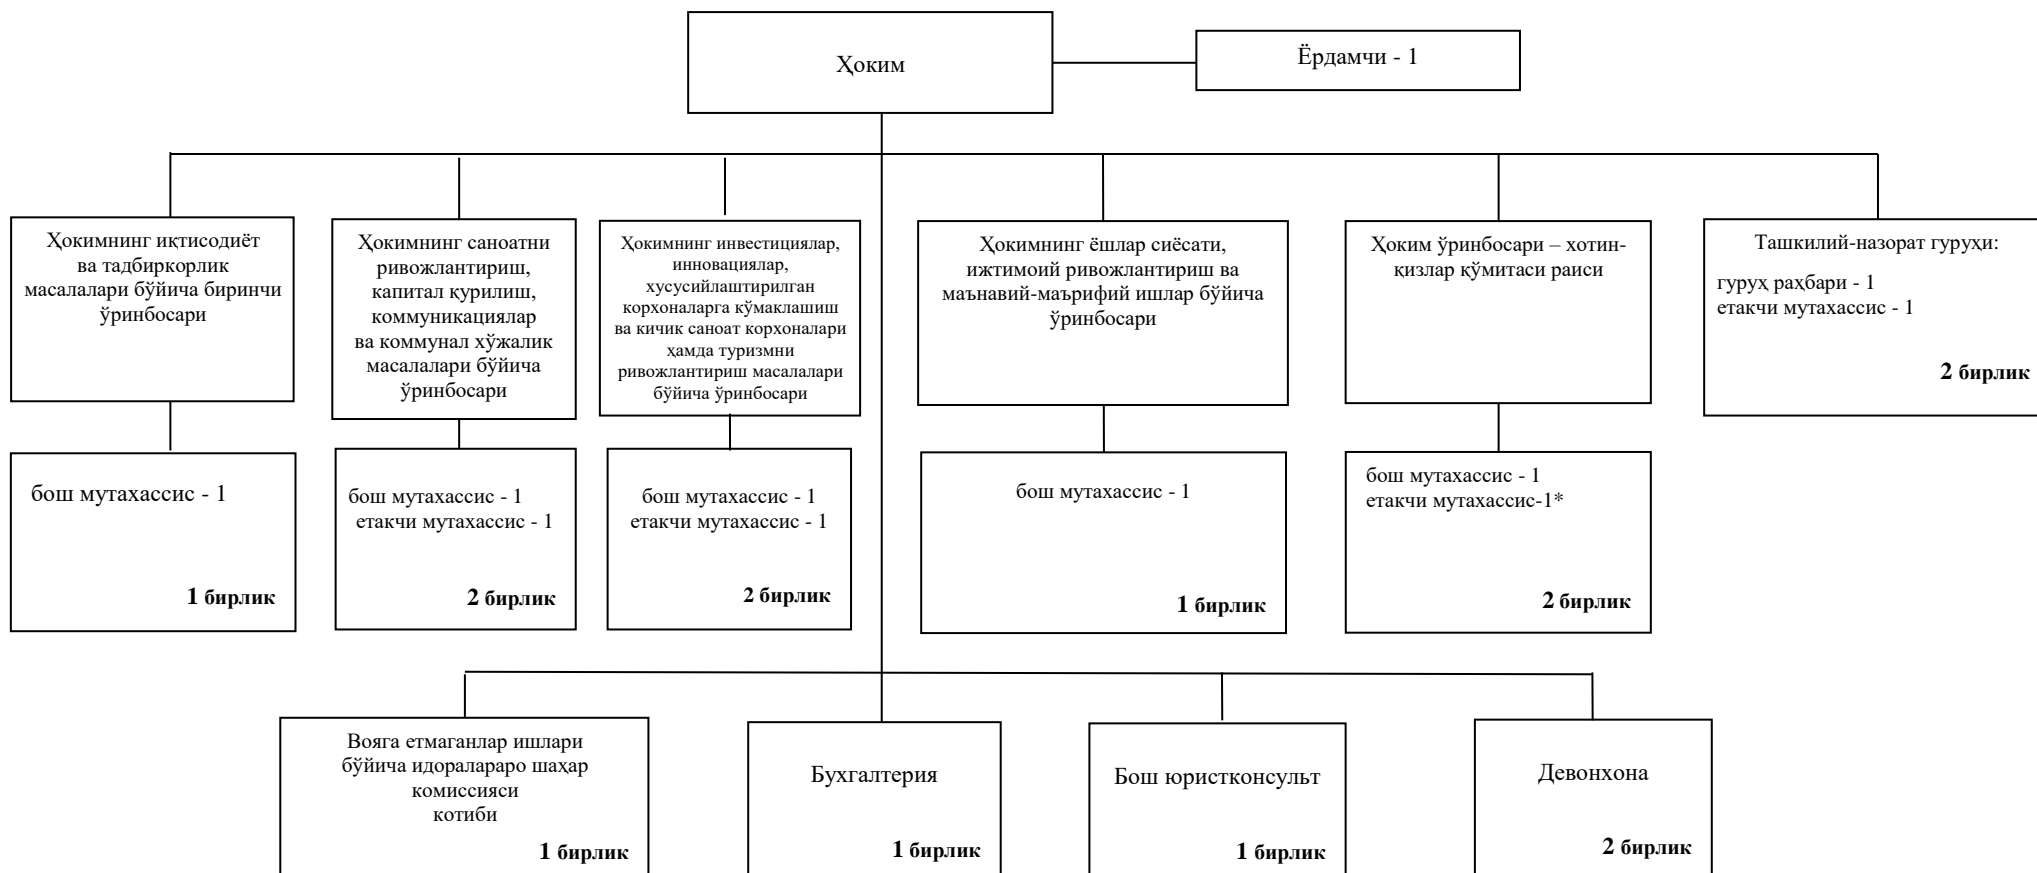 Ҳоким
Ёрдамчи - 1
Ҳокимнинг иқтисодиёт
ва тадбиркорлик
масалалари бўйича биринчи
ўринбосари
Ҳокимнинг саноатни
ривожлантириш,
капитал қурилиш,
коммуникациялар
ва коммунал хўжалик
масалалари бўйича
ўринбосари
Ҳокимнинг инвестициялар,
инновациялар,
хусусийлаштирилган
корхоналарга кўмаклашиш
ва кичик саноат корхоналари
ҳамда туризмни
ривожлантириш масалалари
бўйича ўринбосари
Ҳокимнинг ёшлар сиёсати,
ижтимоий ривожлантириш ва
маънавий-маърифий ишлар бўйича
ўринбосари
Ҳоким ўринбосари – хотин-
қизлар қўмитаси раиси
Ташкилий-назорат гуруҳи:
гуруҳ раҳбари - 1
етакчи мутахассис - 1
2 бирлик
бош мутахассис - 1
1 бирлик
бош мутахассис - 1
етакчи мутахассис - 1
2 бирлик
бош мутахассис - 1
етакчи мутахассис - 1
2 бирлик
бош мутахассис - 1
1 бирлик
бош мутахассис - 1
етакчи мутахассис-1*
2 бирлик
Вояга етмаганлар ишлари
бўйича идоралараро шаҳар
комиссияси
котиби
1 бирлик
Бухгалтерия
1 бирлик
Бош юристконсульт
1 бирлик
Девонхона
2 бирлик